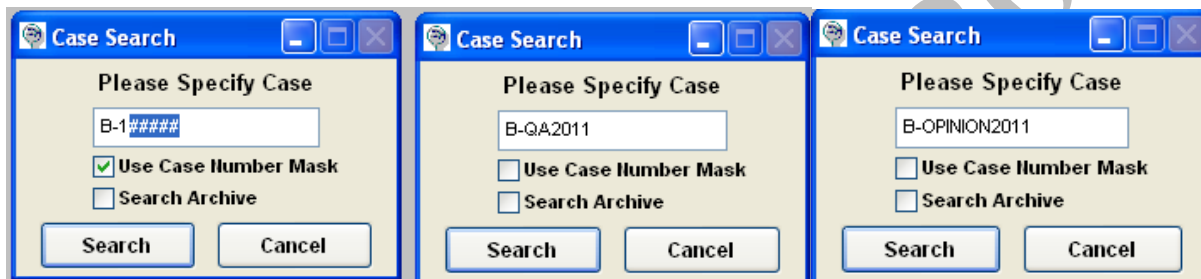 Case Search
Please Specify Case
B-1#####
Use Case Number Mask
Search Archive
Search Cancel
Case Search
Please Specify Case
B-QA2011
Use Case Number Mask
Search Archive
Search Cancel
Case Search
Please Specify Case
B-OPINION2011
Use Case Number Mask
Search Archive
Search Cancel